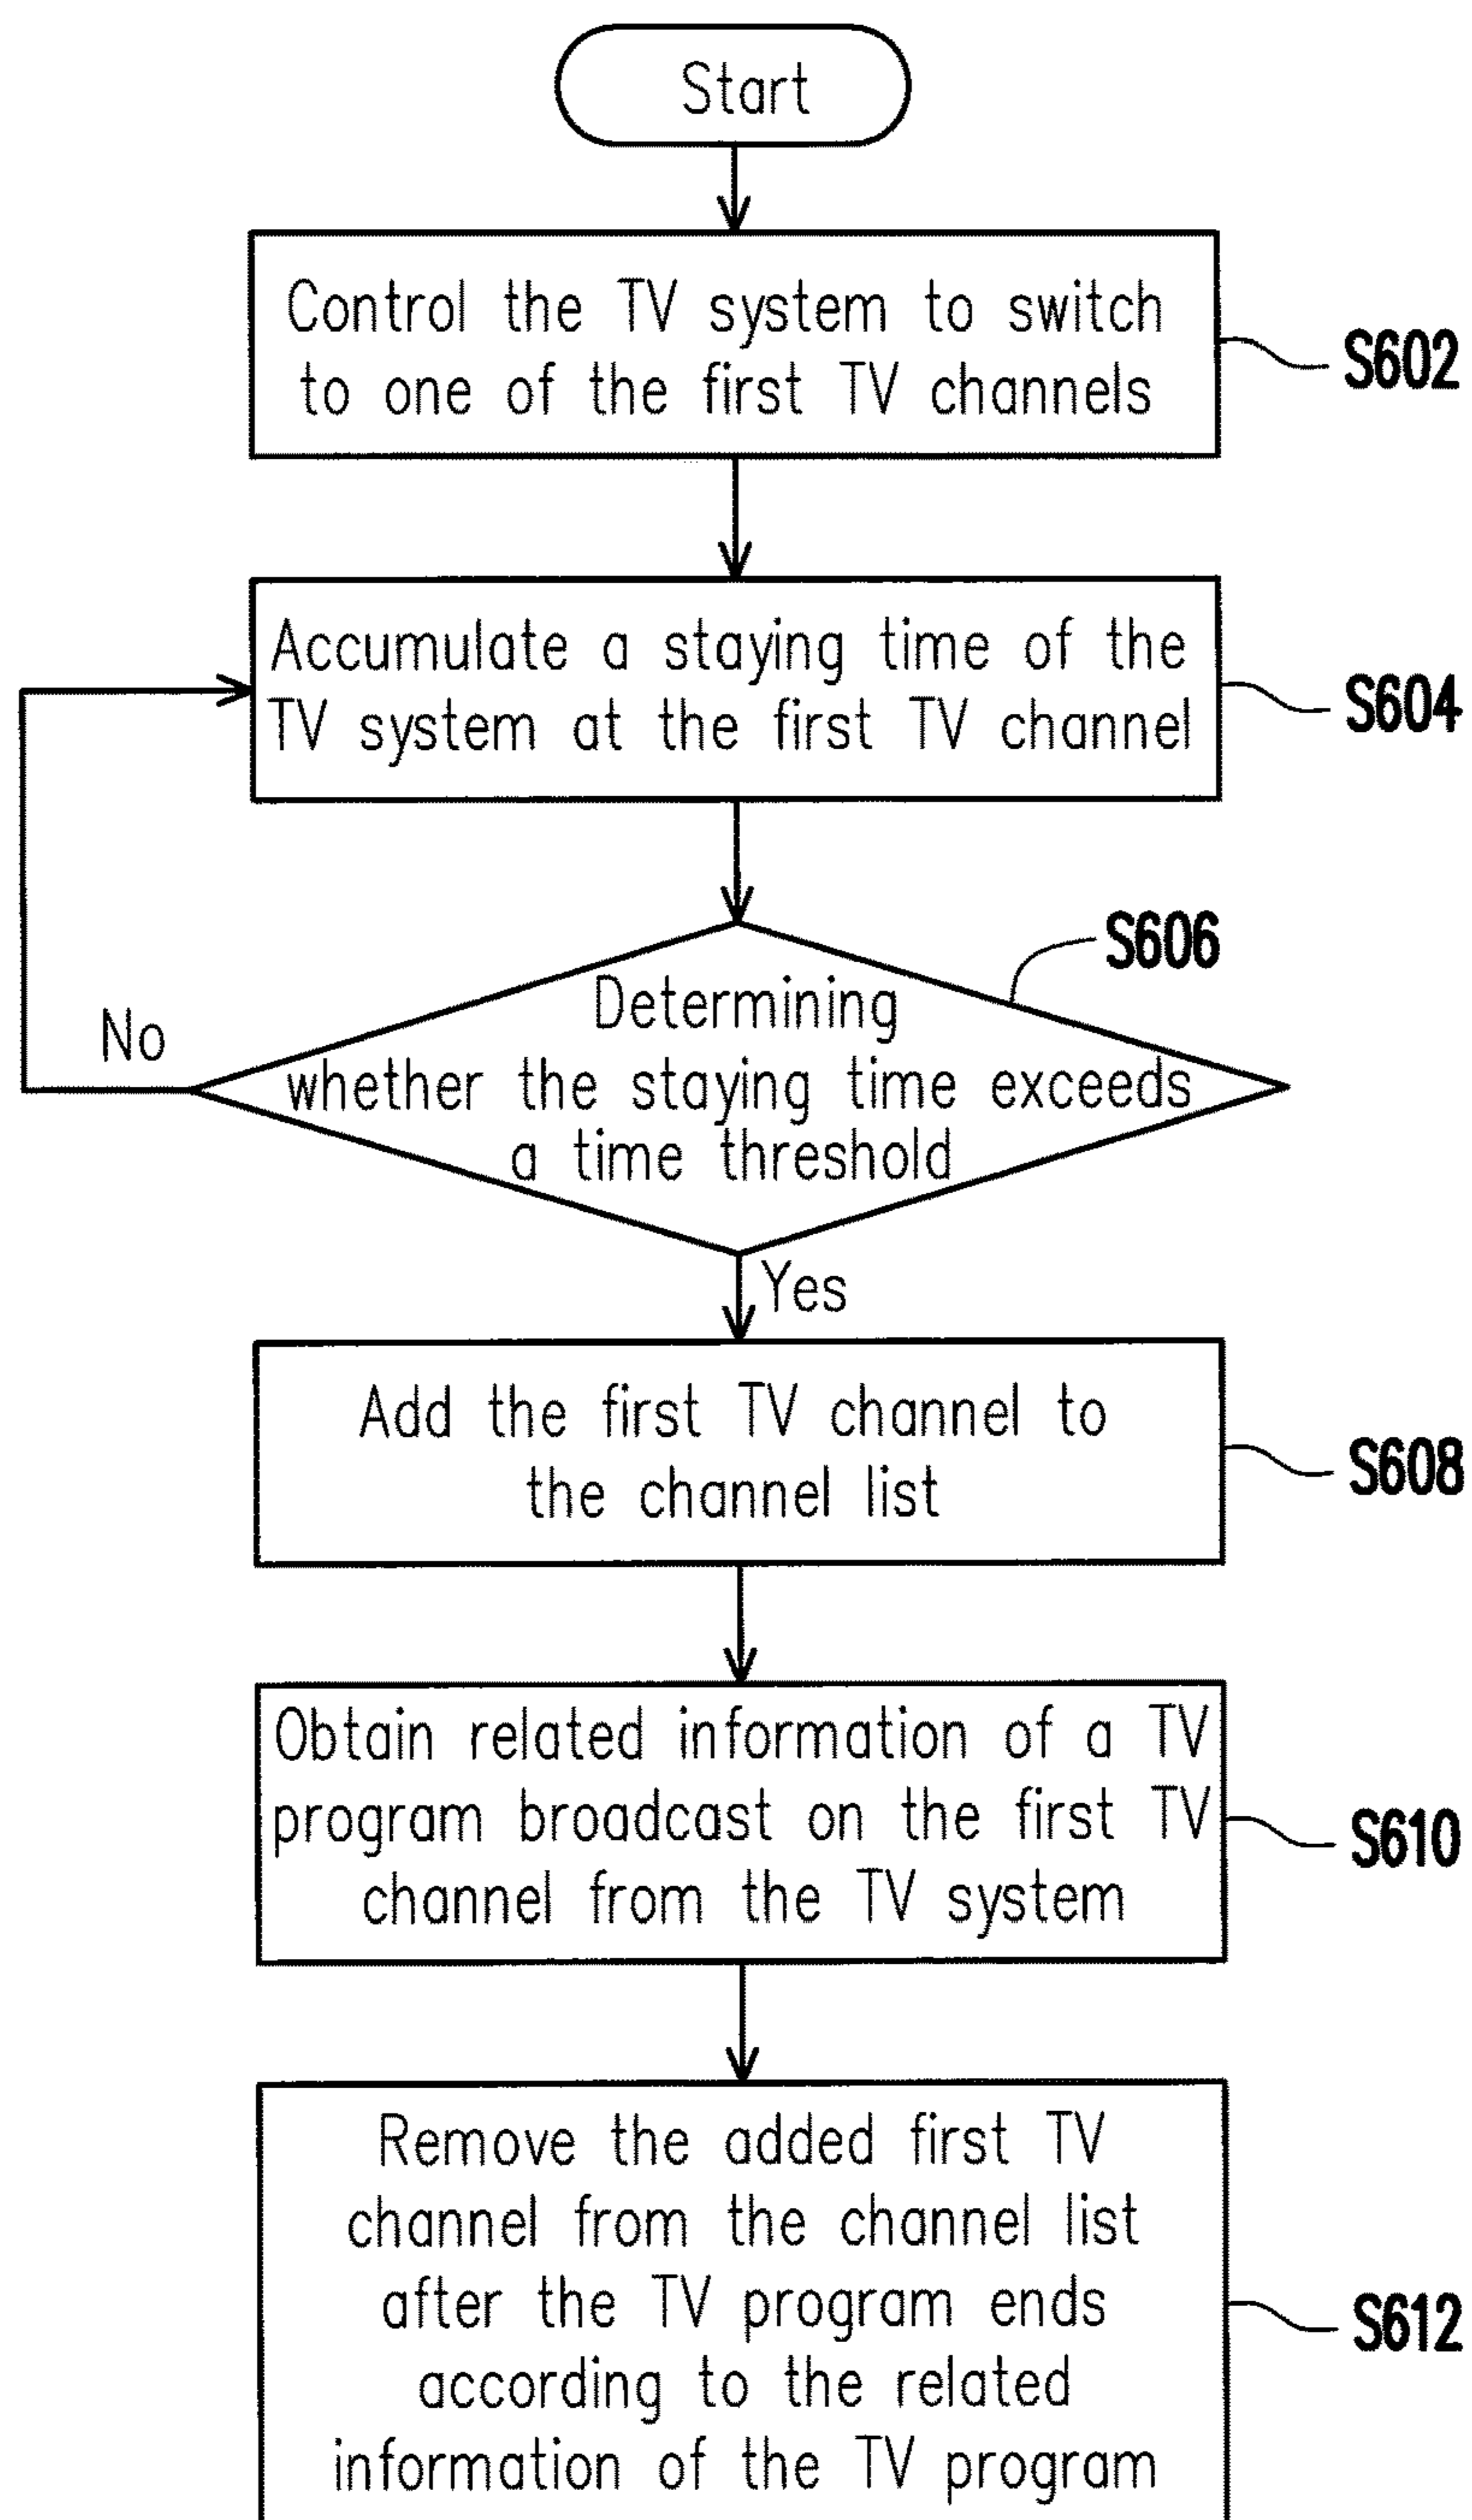 Start
Control the TV system to switch
to one of the first TV channels
S602
Accumulate a staying time of the
TV system at the first TV channel
S604
S606
Determining
whether the staying time exceeds
a time threshold
No
Yes
Add the first TV channel to
the channel list
S608
Obtain related information of a TV
program broadcast on the first TV
channel from the TV system
S610
Remove the added first TV
channel from the channel list
after the TV program ends
according to the related
information of the TV program
S612